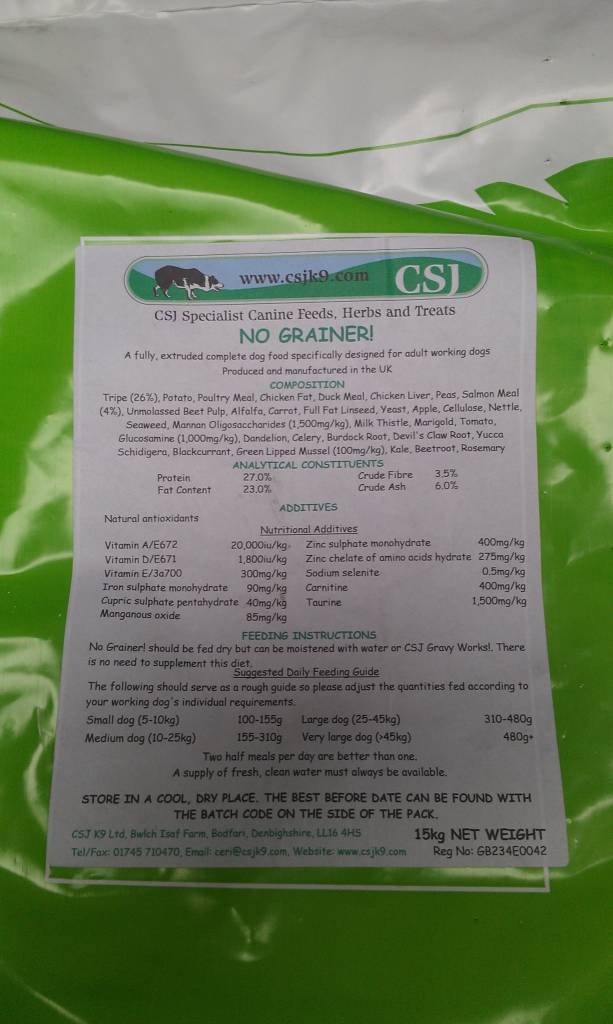 www.csjk9.com CSJ
CSJ Specialist Canine Feeds, Herbs and Treats
NO GRAINER!
A fully, extruded complete dog food specifically designed for adult working dogs
Produced and manufactured in the UK
COMPOSITION
Tripe (26%), Potato, Poultry Meal, Chicken Fat, Duck Meal, Chicken Liver, Peas, Salmon Meal
(4%), Unmolassed Beet Pulp, Alfalfa, Carrot, Full Fat Linseed, Yeast, Apple, Cellulose, Nettle,
Seaweed, Mannan Oligosaccharides (1,500mg/kg), Milk Thistle, Marigold, Tomato,
Glucosamine (1,000mg/kg), Dandelion, Celery, Burdock Root, Devil's Claw Root, Yucca
Schidigera, Blackcurrant, Green Lipped Mussel (100mg/kg), Kale, Beetroot, Rosemary
ANALYTICAL CONSTITUENTS
Protein 27.0% Crude Fibre 3.5%
Fat Content 23.0% Crude Ash 6.0%
ADDITIVES
Natural antioxidants
Nutritional Additives
Vitamin A/E672 20,000iu/kg Zinc sulphate monohydrate 400mg/kg
Vitamin D/E671 1,800iu/kg Zinc chelate of amino acids hydrate 275mg/kg
Vitamin E/3a700 300mg/kg Sodium selenite 0.5mg/kg
Iron sulphate monohydrate 90mg/kg Carnitine 400mg/kg
Cupric sulphate pentahydrate 40mg/kg Taurine 1,500mg/kg
Manganous oxide 85mg/kg
FEEDING INSTRUCTIONS
No Grainer! should be fed dry but can be moistened with water or CSJ Gravy Works!. There
is no need to supplement this diet.
Suggested Daily Feeding Guide
The following should serve as a rough guide so please adjust the quantities fed according to
your working dog's individual requirements.
Small dog (5-10kg) 100-155g Large dog (25-45kg) 310-480g
Medium dog (10-25kg) 155-310g Very large dog (>45kg) 480g+
Two half meals per day are better than one.
A supply of fresh, clean water must always be available.
STORE IN A COOL, DRY PLACE. THE BEST BEFORE DATE CAN BE FOUND WITH
THE BATCH CODE ON THE SIDE OF THE PACK.
CSJ K9 Ltd, Bwlch Isaf Farm, Bodfari, Denbighshire, LL16 4HS 15kg NET WEIGHT
Tel/Fax: 01745 710470, Email: ceri@csjk9.com, Website: www.csjk9.com Reg No: GB234E0042